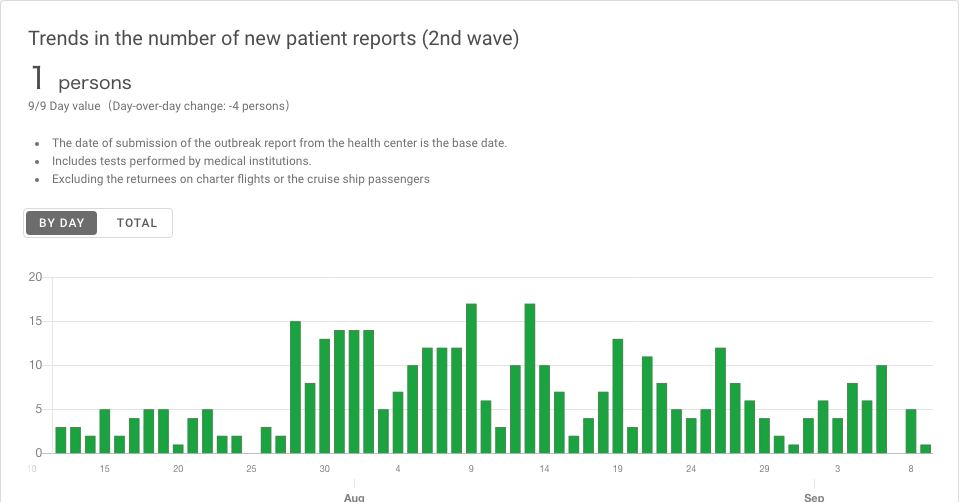 Trends in the number of new patient reports (2nd wave)
1 persons
9/9 Day value（Day-over-day change: -4 persons）
• The date of submission of the outbreak report from the health center is the base date.
• Includes tests performed by medical institutions.
• Excluding the returnees on charter flights or the cruise ship passengers
BY DAY TOTAL
20
15
10
5
0
10 15 20 25 30 4 9 14 19 24 29 3 8
Aug Sep